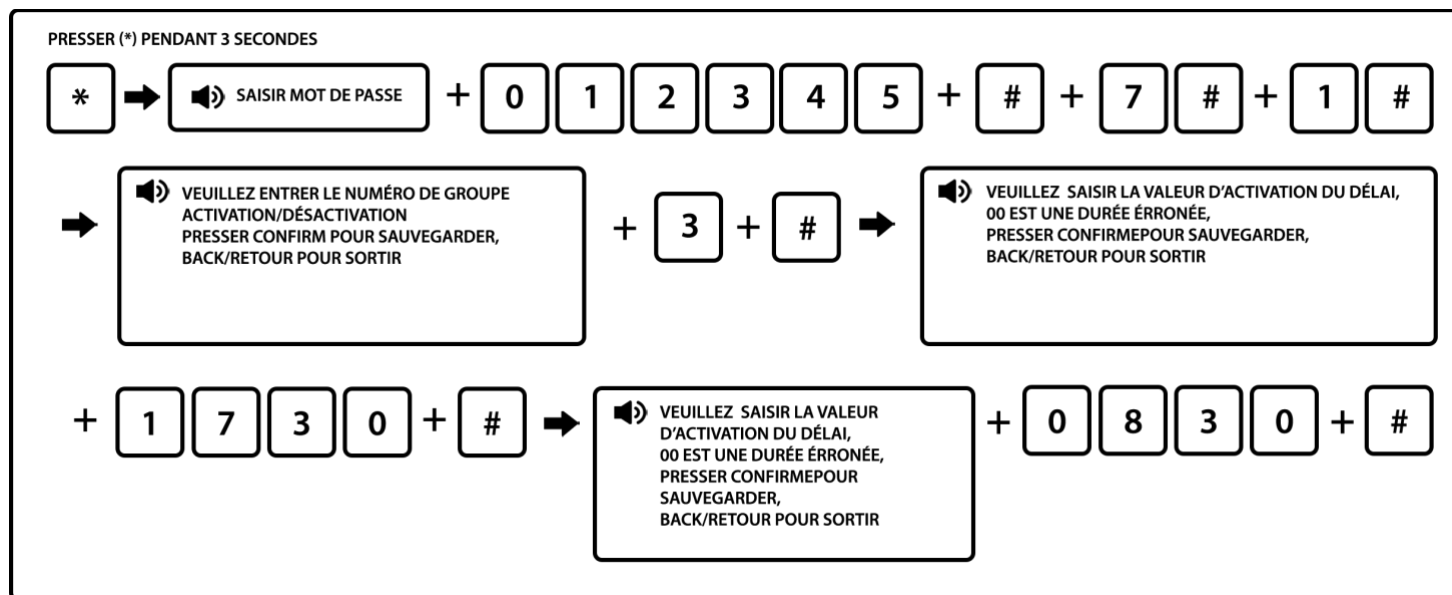 PRESSER (*) PENDANT 3 SECONDES
* SAISIR MOT DE PASSE + 0 1 2 3 4 5 + # + 7 # + 1 #
VEUILLEZ ENTRER LE NUMÉRO DE GROUPE
ACTIVATION/DÉSACTIVATION
PRESSER CONFIRM POUR SAUVEGARDER,
BACK/RETOUR POUR SORTIR
+ 3 + #
VEUILLEZ SAISIR LA VALEUR D’ACTIVATION DU DÉLAI,
00 EST UNE DURÉE ÉRRONÉE,
PRESSER CONFIRMEPOUR SAUVEGARDER,
BACK/RETOUR POUR SORTIR
+ 1 7 3 0 + #
VEUILLEZ SAISIR LA VALEUR
D’ACTIVATION DU DÉLAI,
00 EST UNE DURÉE ÉRRONÉE,
PRESSER CONFIRMEPOUR
SAUVEGARDER,
BACK/RETOUR POUR SORTIR
+ 0 8 3 0 + #